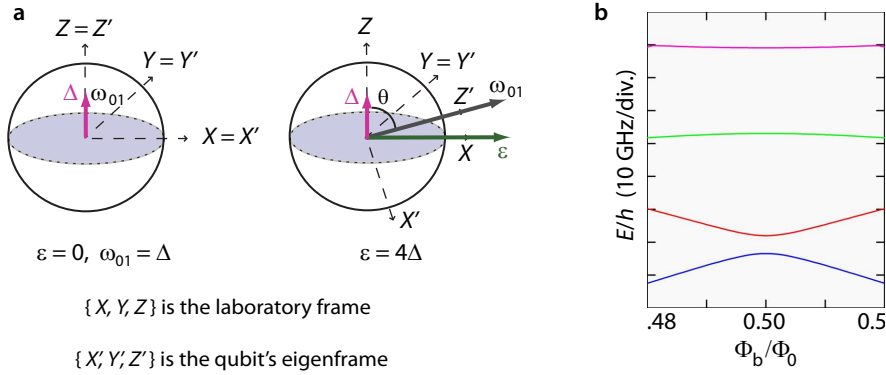 a
Z = Z′
Y = Y′
Δ ω₀₁
X = X′
ε = 0, ω₀₁ = Δ
Z
Y = Y′
Δ θ
Z′
ω₀₁
X
ε
X′
ε = 4Δ
{ X, Y, Z } is the laboratory frame
{ X′, Y′, Z′ } is the qubit's eigenframe
b
E/h (10 GHz/div.)
.48 0.50 0.5
Φb/Φ0